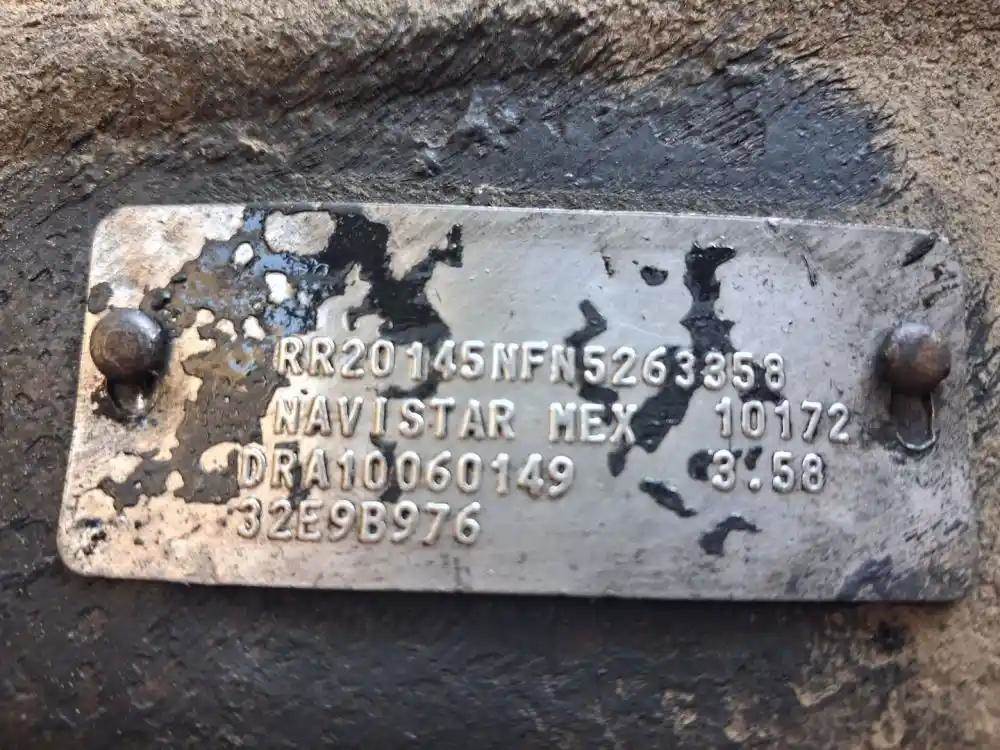 RR20145NFN5263358
NAVISTAR MEX 10172
DRA10060149 3.58
32E9B976